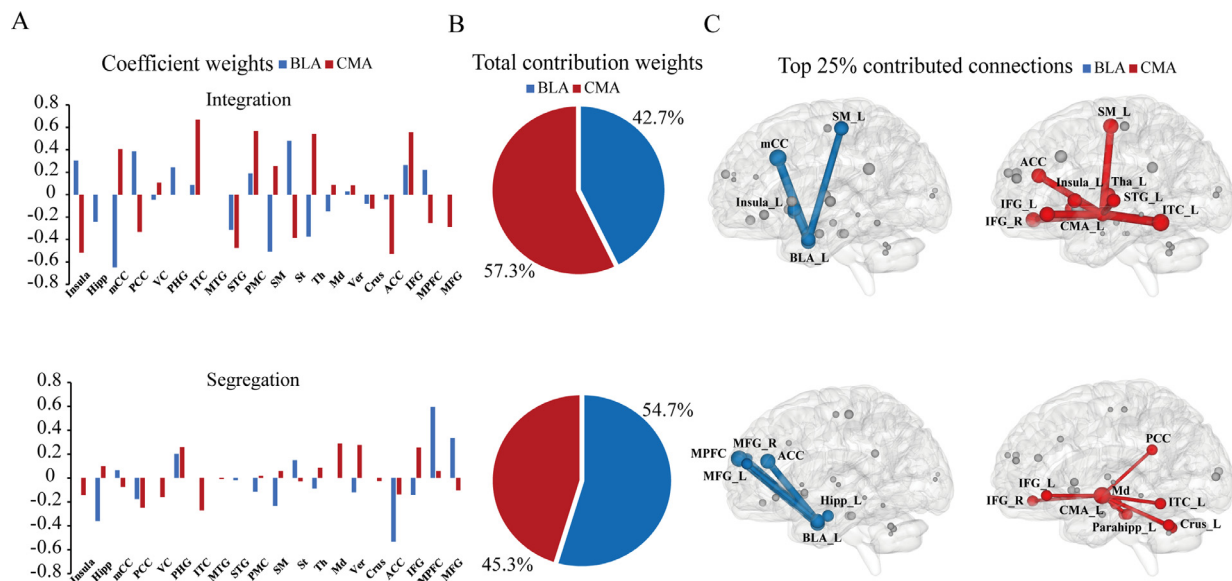 A
B
C
Coefficient weights BLA CMA
Total contribution weights
BLA CMA
Top 25% contributed connections BLA CMA
Integration
0.8
0.6
0.4
0.2
0
-0.2
-0.4
-0.6
-0.8
Insula Hipp mCC PCC VC PHG ITC MTG STG PMC SM St Th Md Ver Crus ACC IFG MPFC MFG
42.7%
57.3%
SM_L
mCC
Insula_L
BLA_L
SM_L
ACC
Insula_L
Tha_L
STG_L
IFG_L
ITC_L
IFG_R
CMA_L
Segregation
0.8
0.6
0.4
0.2
0
-0.2
-0.4
-0.6
-0.8
Insula Hipp mCC PCC VC PHG ITC MTG STG PMC SM St Th Md Ver Crus ACC IFG MPFC MFG
54.7%
45.3%
MFG_R
MPFC
ACC
MFG_L
Hipp_L
BLA_L
PCC
IFG_L
Md
IFG_R
CMA_L
ITC_L
Parahipp_L
Crus_L